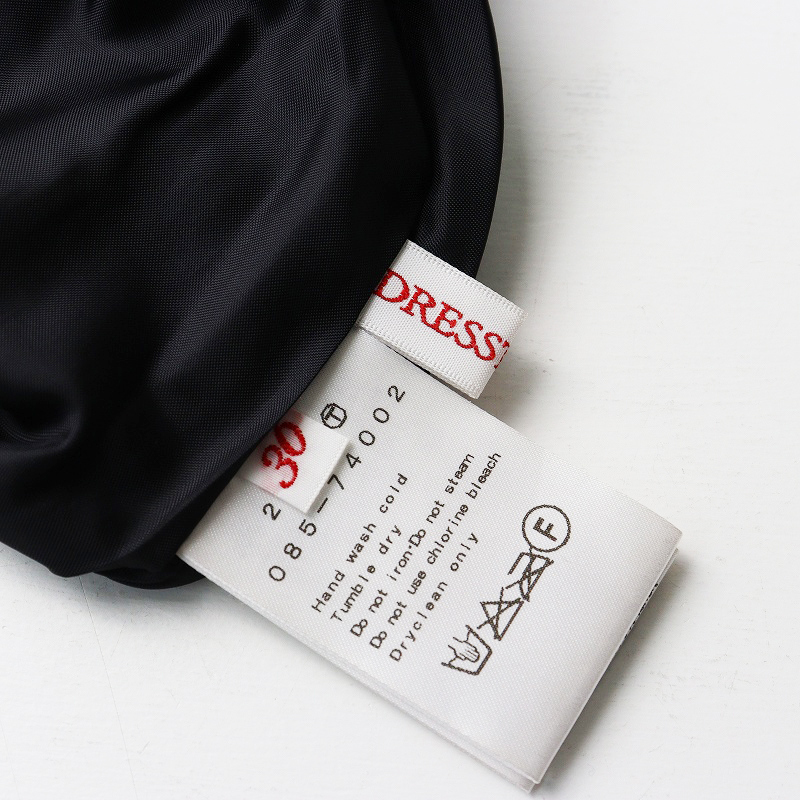 DRESST
30
2 Ⓣ
085-74002
Hand wash cold
Tumble dry
Do not iron·Do not steam
Do not use chlorine bleach
Dryclean only
F